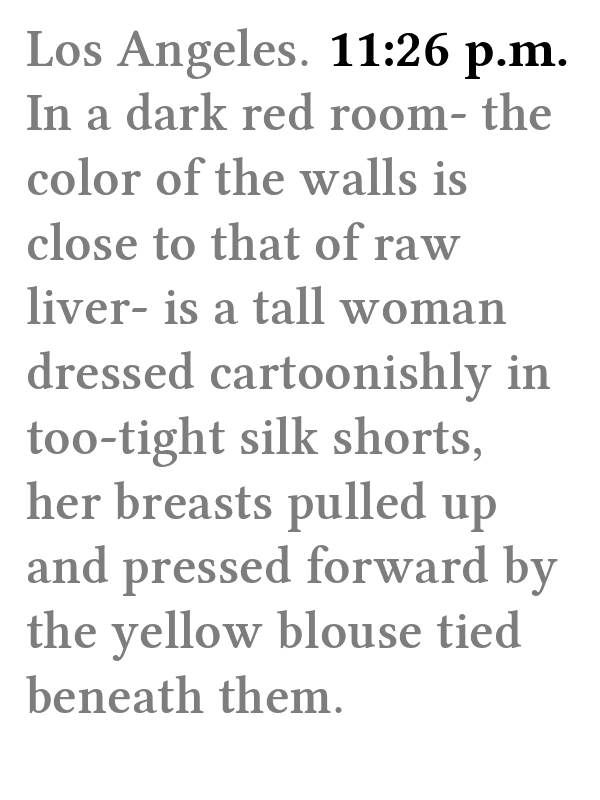 Los Angeles. 11:26 p.m.
In a dark red room- the
color of the walls is
close to that of raw
liver- is a tall woman
dressed cartoonishly in
too-tight silk shorts,
her breasts pulled up
and pressed forward by
the yellow blouse tied
beneath them.